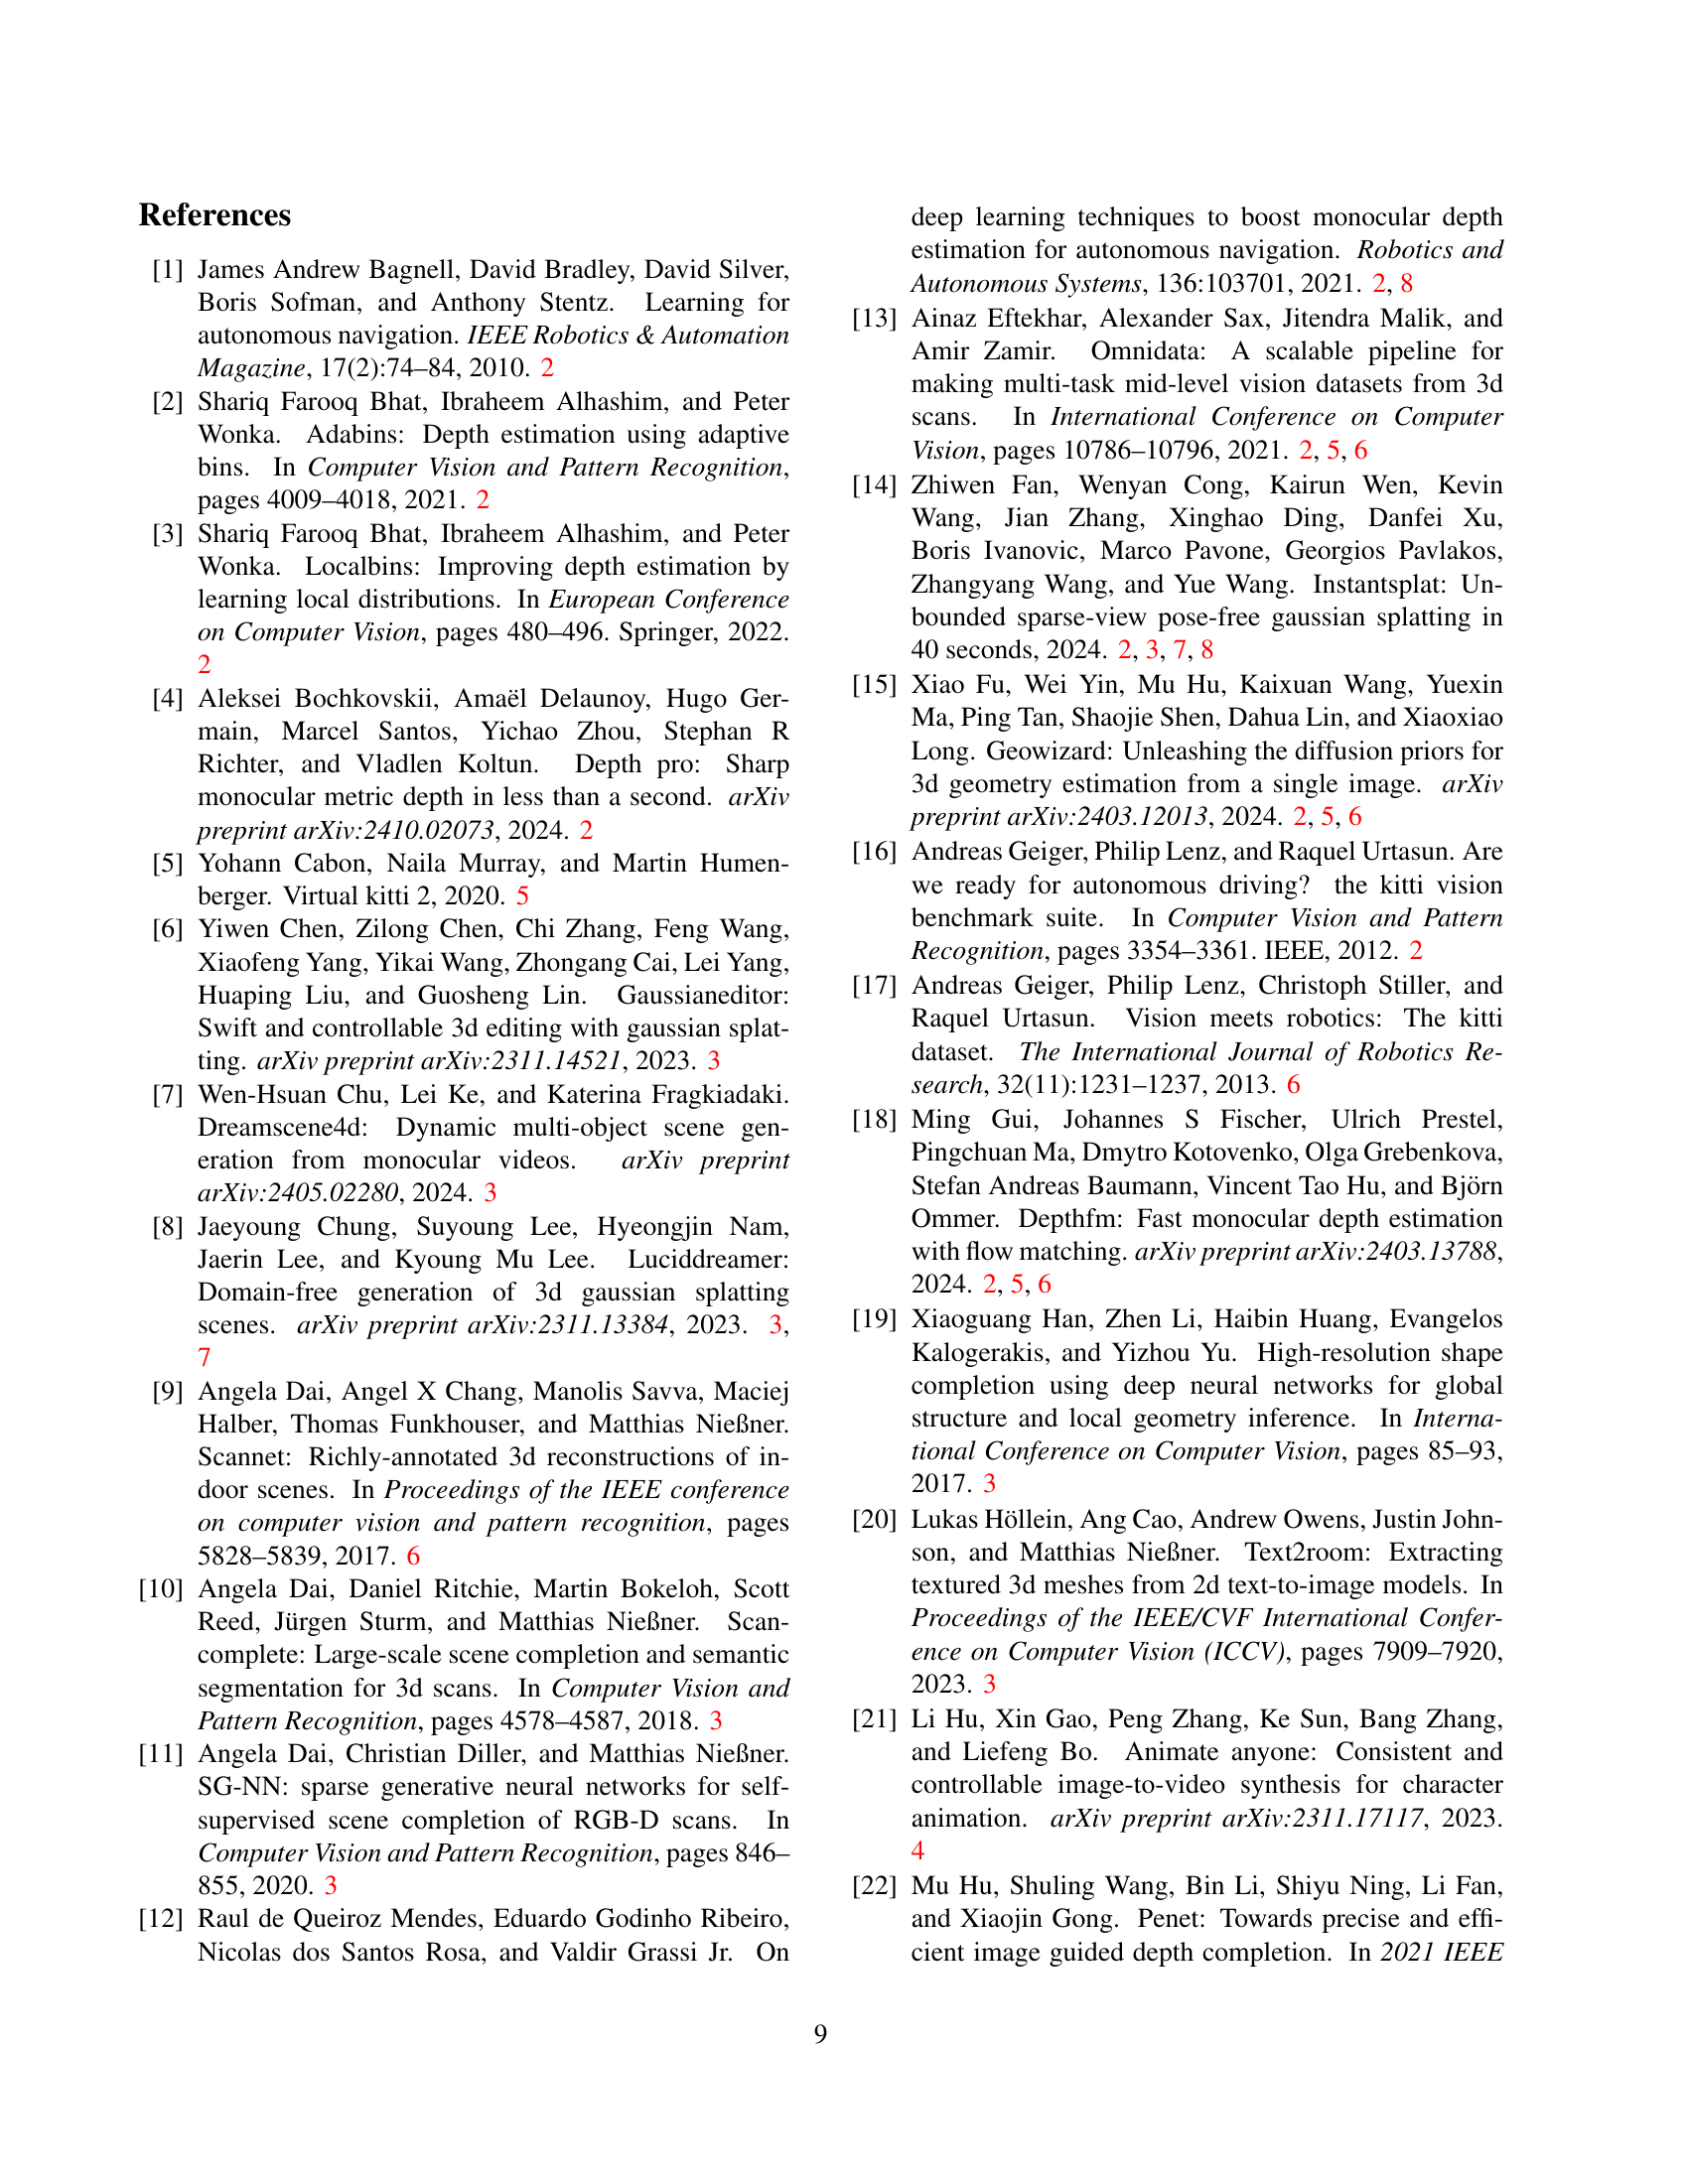 References
[1] James Andrew Bagnell, David Bradley, David Silver,
Boris Sofman, and Anthony Stentz. Learning for
autonomous navigation. IEEE Robotics & Automation
Magazine, 17(2):74–84, 2010. 2
[2] Shariq Farooq Bhat, Ibraheem Alhashim, and Peter
Wonka. Adabins: Depth estimation using adaptive
bins. In Computer Vision and Pattern Recognition,
pages 4009–4018, 2021. 2
[3] Shariq Farooq Bhat, Ibraheem Alhashim, and Peter
Wonka. Localbins: Improving depth estimation by
learning local distributions. In European Conference
on Computer Vision, pages 480–496. Springer, 2022.
2
[4] Aleksei Bochkovskii, Amaël Delaunoy, Hugo Ger-
main, Marcel Santos, Yichao Zhou, Stephan R
Richter, and Vladlen Koltun. Depth pro: Sharp
monocular metric depth in less than a second. arXiv
preprint arXiv:2410.02073, 2024. 2
[5] Yohann Cabon, Naila Murray, and Martin Humen-
berger. Virtual kitti 2, 2020. 5
[6] Yiwen Chen, Zilong Chen, Chi Zhang, Feng Wang,
Xiaofeng Yang, Yikai Wang, Zhongang Cai, Lei Yang,
Huaping Liu, and Guosheng Lin. Gaussianeditor:
Swift and controllable 3d editing with gaussian splat-
ting. arXiv preprint arXiv:2311.14521, 2023. 3
[7] Wen-Hsuan Chu, Lei Ke, and Katerina Fragkiadaki.
Dreamscene4d: Dynamic multi-object scene gen-
eration from monocular videos. arXiv preprint
arXiv:2405.02280, 2024. 3
[8] Jaeyoung Chung, Suyoung Lee, Hyeongjin Nam,
Jaerin Lee, and Kyoung Mu Lee. Luciddreamer:
Domain-free generation of 3d gaussian splatting
scenes. arXiv preprint arXiv:2311.13384, 2023. 3,
7
[9] Angela Dai, Angel X Chang, Manolis Savva, Maciej
Halber, Thomas Funkhouser, and Matthias Nießner.
Scannet: Richly-annotated 3d reconstructions of in-
door scenes. In Proceedings of the IEEE conference
on computer vision and pattern recognition, pages
5828–5839, 2017. 6
[10] Angela Dai, Daniel Ritchie, Martin Bokeloh, Scott
Reed, Jürgen Sturm, and Matthias Nießner. Scan-
complete: Large-scale scene completion and semantic
segmentation for 3d scans. In Computer Vision and
Pattern Recognition, pages 4578–4587, 2018. 3
[11] Angela Dai, Christian Diller, and Matthias Nießner.
SG-NN: sparse generative neural networks for self-
supervised scene completion of RGB-D scans. In
Computer Vision and Pattern Recognition, pages 846–
855, 2020. 3
[12] Raul de Queiroz Mendes, Eduardo Godinho Ribeiro,
Nicolas dos Santos Rosa, and Valdir Grassi Jr. On
deep learning techniques to boost monocular depth
estimation for autonomous navigation. Robotics and
Autonomous Systems, 136:103701, 2021. 2, 8
[13] Ainaz Eftekhar, Alexander Sax, Jitendra Malik, and
Amir Zamir. Omnidata: A scalable pipeline for
making multi-task mid-level vision datasets from 3d
scans. In International Conference on Computer
Vision, pages 10786–10796, 2021. 2, 5, 6
[14] Zhiwen Fan, Wenyan Cong, Kairun Wen, Kevin
Wang, Jian Zhang, Xinghao Ding, Danfei Xu,
Boris Ivanovic, Marco Pavone, Georgios Pavlakos,
Zhangyang Wang, and Yue Wang. Instantsplat: Un-
bounded sparse-view pose-free gaussian splatting in
40 seconds, 2024. 2, 3, 7, 8
[15] Xiao Fu, Wei Yin, Mu Hu, Kaixuan Wang, Yuexin
Ma, Ping Tan, Shaojie Shen, Dahua Lin, and Xiaoxiao
Long. Geowizard: Unleashing the diffusion priors for
3d geometry estimation from a single image. arXiv
preprint arXiv:2403.12013, 2024. 2, 5, 6
[16] Andreas Geiger, Philip Lenz, and Raquel Urtasun. Are
we ready for autonomous driving? the kitti vision
benchmark suite. In Computer Vision and Pattern
Recognition, pages 3354–3361. IEEE, 2012. 2
[17] Andreas Geiger, Philip Lenz, Christoph Stiller, and
Raquel Urtasun. Vision meets robotics: The kitti
dataset. The International Journal of Robotics Re-
search, 32(11):1231–1237, 2013. 6
[18] Ming Gui, Johannes S Fischer, Ulrich Prestel,
Pingchuan Ma, Dmytro Kotovenko, Olga Grebenkova,
Stefan Andreas Baumann, Vincent Tao Hu, and Björn
Ommer. Depthfm: Fast monocular depth estimation
with flow matching. arXiv preprint arXiv:2403.13788,
2024. 2, 5, 6
[19] Xiaoguang Han, Zhen Li, Haibin Huang, Evangelos
Kalogerakis, and Yizhou Yu. High-resolution shape
completion using deep neural networks for global
structure and local geometry inference. In Interna-
tional Conference on Computer Vision, pages 85–93,
2017. 3
[20] Lukas Höllein, Ang Cao, Andrew Owens, Justin John-
son, and Matthias Nießner. Text2room: Extracting
textured 3d meshes from 2d text-to-image models. In
Proceedings of the IEEE/CVF International Confer-
ence on Computer Vision (ICCV), pages 7909–7920,
2023. 3
[21] Li Hu, Xin Gao, Peng Zhang, Ke Sun, Bang Zhang,
and Liefeng Bo. Animate anyone: Consistent and
controllable image-to-video synthesis for character
animation. arXiv preprint arXiv:2311.17117, 2023.
4
[22] Mu Hu, Shuling Wang, Bin Li, Shiyu Ning, Li Fan,
and Xiaojin Gong. Penet: Towards precise and effi-
cient image guided depth completion. In 2021 IEEE
9